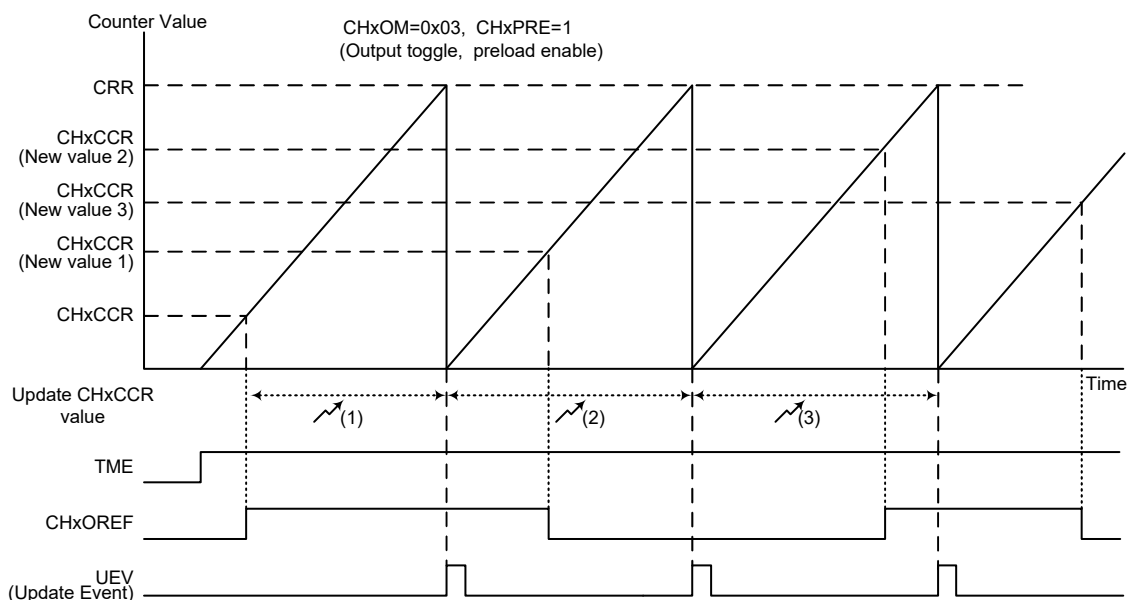 Counter Value
CHxOM=0x03, CHxPRE=1
(Output toggle, preload enable)
CRR
CHxCCR
(New value 2)
CHxCCR
(New value 3)
CHxCCR
(New value 1)
CHxCCR
Time
Update CHxCCR
value
(1)
(2)
(3)
TME
CHxOREF
UEV
(Update Event)